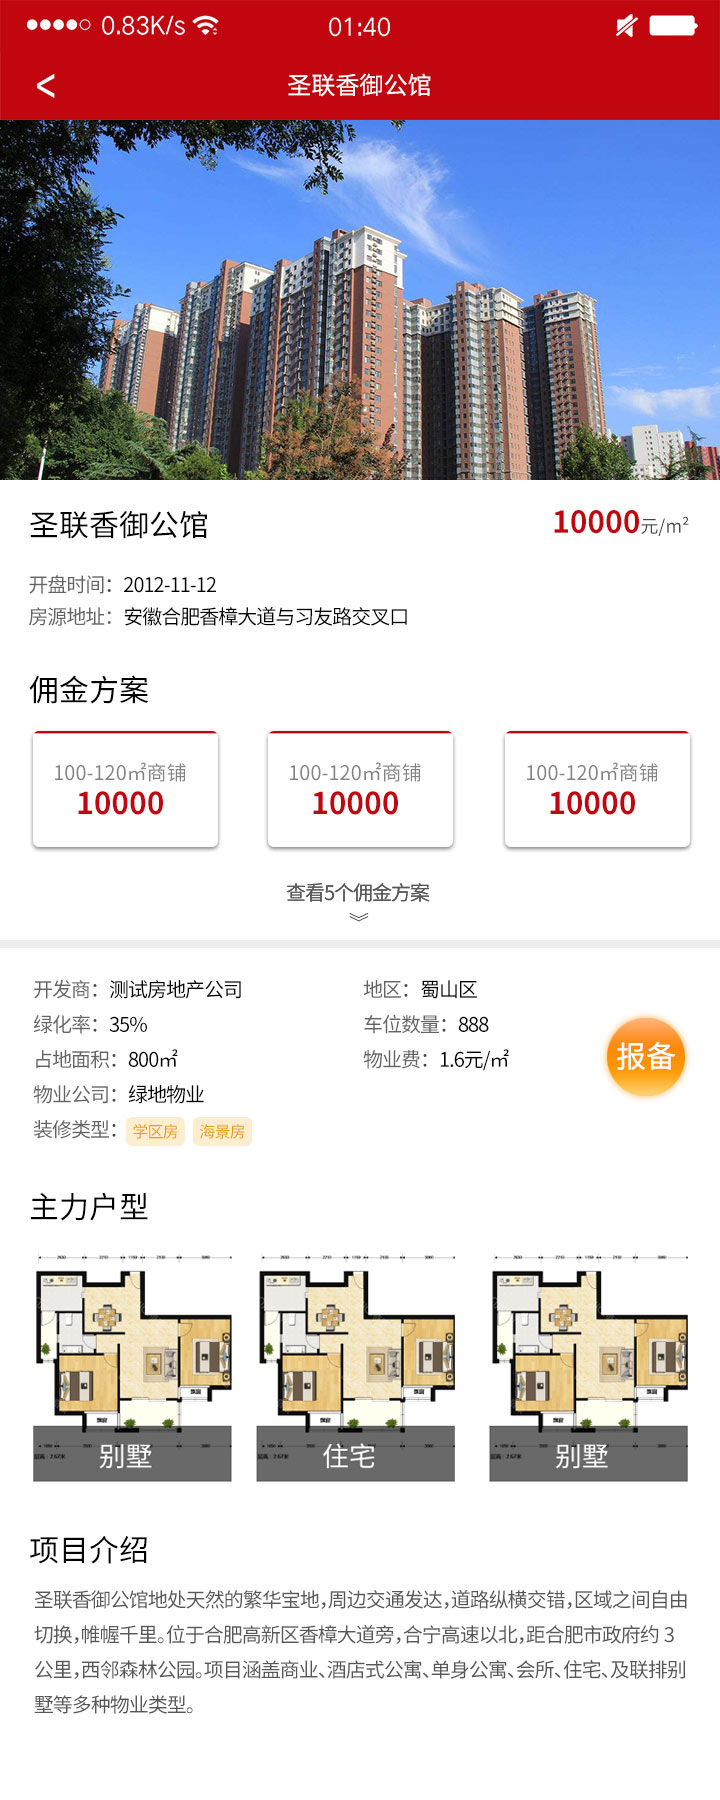 0.83K/s
01:40
<
圣联香御公馆
圣联香御公馆
10000元/m²
开盘时间：2012-11-12
房源地址：安徽合肥香樟大道与习友路交叉口
佣金方案
100-120㎡商铺
10000
100-120㎡商铺
10000
100-120㎡商铺
10000
查看5个佣金方案
开发商：测试房地产公司
地区：蜀山区
绿化率：35%
车位数量：888
占地面积：800㎡
物业费：1.6元/㎡
报备
物业公司：绿地物业
装修类型：学区房 海景房
主力户型
别墅
住宅
别墅
项目介绍
圣联香御公馆地处天然的繁华宝地，周边交通发达，道路纵横交错，区域之间自由
切换，帷幄千里。位于合肥高新区香樟大道旁，合宁高速以北，距合肥市政府约 3
公里，西邻森林公园。项目涵盖商业、酒店式公寓、单身公寓、会所、住宅、及联排别
墅等多种物业类型。